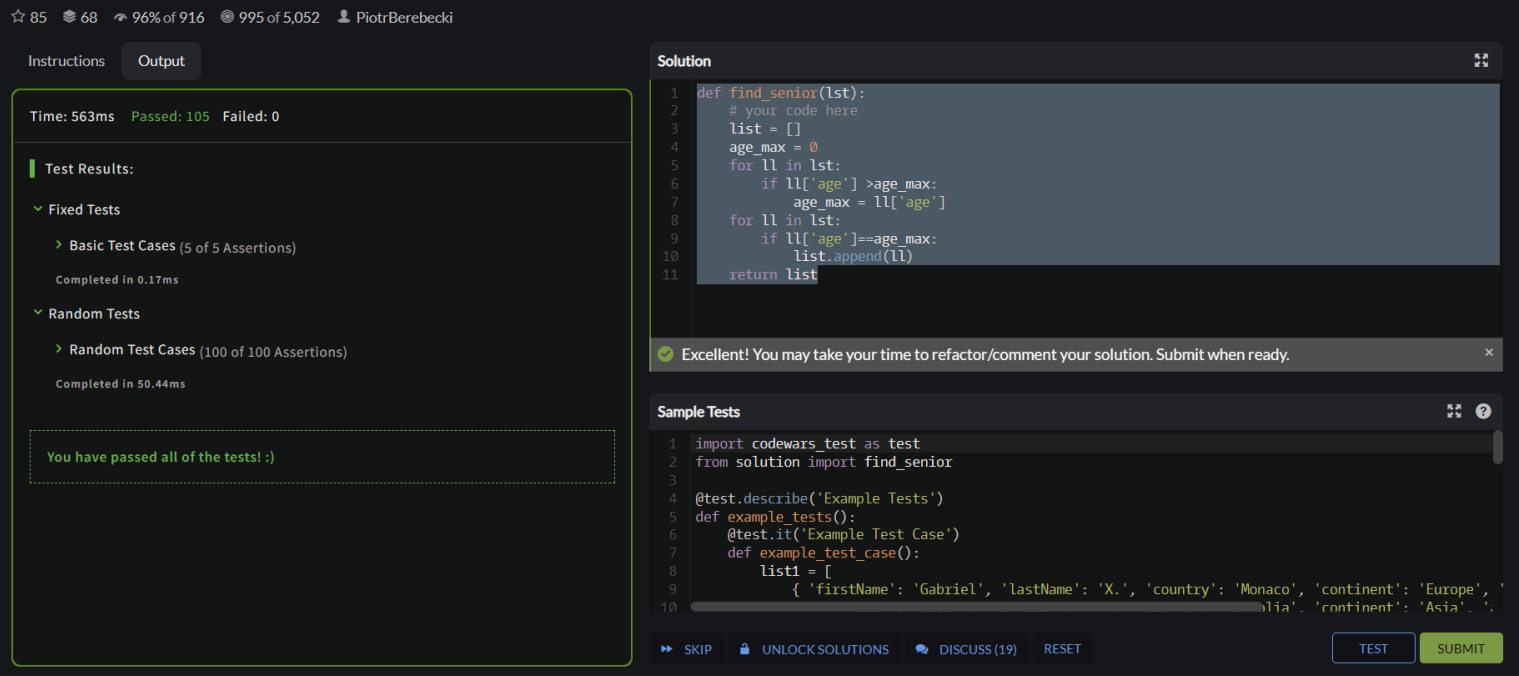 85 68 96% of 916 995 of 5,052 PiotrBerebecki
Instructions Output
Time: 563ms Passed: 105 Failed: 0
Test Results:
Fixed Tests
Basic Test Cases (5 of 5 Assertions)
Completed in 0.17ms
Random Tests
Random Test Cases (100 of 100 Assertions)
Completed in 50.44ms
You have passed all of the tests! :)
Solution
1 def find_senior(lst):
2     # your code here
3     list = []
4     age_max = 0
5     for ll in lst:
6         if ll['age'] >age_max:
7             age_max = ll['age']
8     for ll in lst:
9         if ll['age']==age_max:
10             list.append(ll)
11     return list
Excellent! You may take your time to refactor/comment your solution. Submit when ready.
Sample Tests
1 import codewars_test as test
2 from solution import find_senior
3
4 @test.describe('Example Tests')
5 def example_tests():
6     @test.it('Example Test Case')
7     def example_test_case():
8         list1 = [
9             { 'firstName': 'Gabriel', 'lastName': 'X.', 'country': 'Monaco', 'continent': 'Europe', '
10 'continent': 'Asia',
SKIP UNLOCK SOLUTIONS DISCUSS (19) RESET TEST SUBMIT